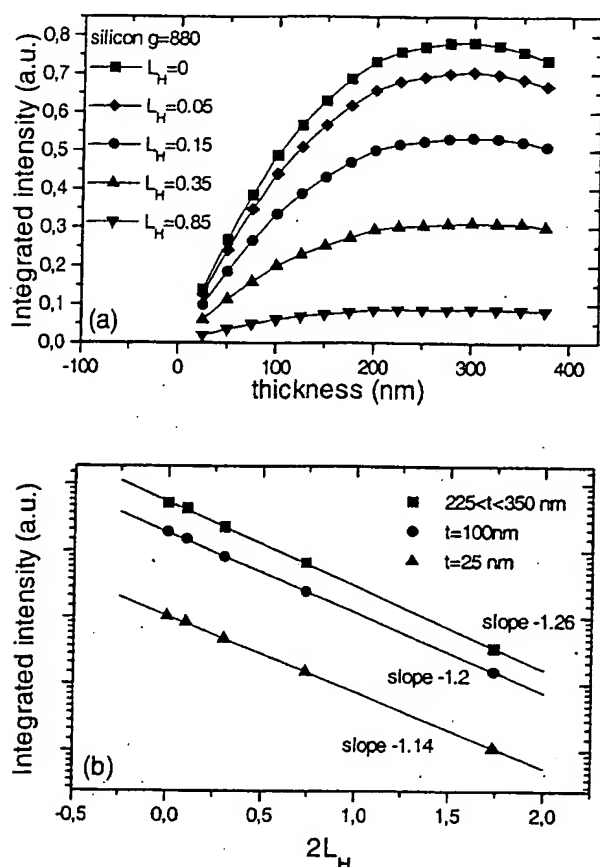 Integrated intensity (a.u.)
0,8
0,7
0,6
0,5
0,4
0,3
0,2
0,1
0,0
silicon g=880
L_H=0
L_H=0.05
L_H=0.15
L_H=0.35
L_H=0.85
(a)
-100 0 100 200 300 400
thickness (nm)
Integrated intensity (a.u.)
225<t<350 nm
t=100nm
t=25 nm
slope -1.26
slope -1.2
slope -1.14
(b)
-0,5 0,0 0,5 1,0 1,5 2,0
2L_H